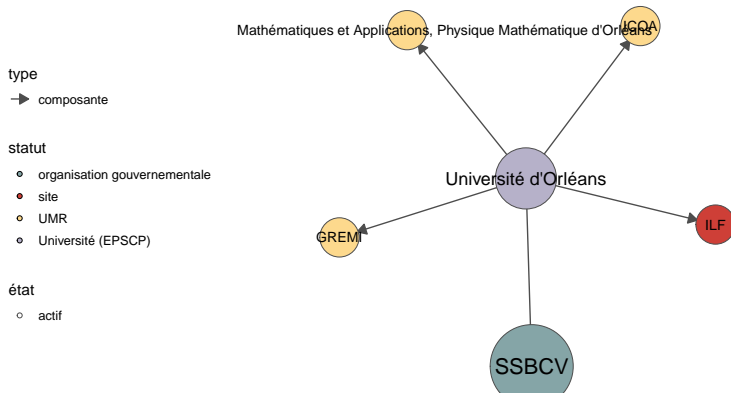 Mathématiques et Applications, Physique Mathématique d'Orléans
ICOA
type
composante
statut
organisation gouvernementale
site
UMR
Université (EPSCP)
état
actif
Université d'Orléans
GREMI
ILF
SSBCV